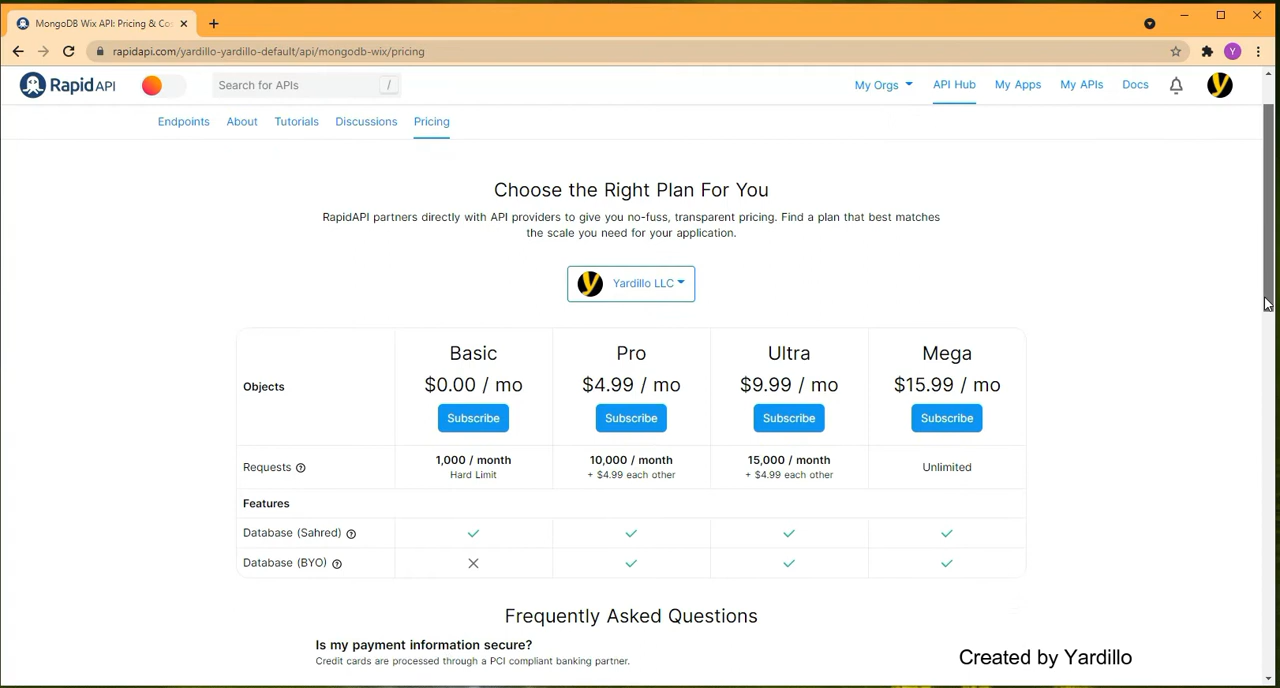 MongoDB Wix API: Pricing & Co
rapidapi.com/yardillo-yardillo-default/api/mongodb-wix/pricing
Y
Rapid API
Search for APIs
/
My Orgs
API Hub
My Apps
My APIs
Docs
y
Endpoints
About
Tutorials
Discussions
Pricing
Choose the Right Plan For You
RapidAPI partners directly with API providers to give you no-fuss, transparent pricing. Find a plan that best matches
the scale you need for your application.
y Yardillo LLC
Objects
Basic
$0.00 / mo
Subscribe
Pro
$4.99 / mo
Subscribe
Ultra
$9.99 / mo
Subscribe
Mega
$15.99 / mo
Subscribe
Requests ?
1,000 / month
Hard Limit
10,000 / month
+ $4.99 each other
15,000 / month
+ $4.99 each other
Unlimited
Features
Database (Sahred) ?
Database (BYO) ?
Frequently Asked Questions
Is my payment information secure?
Credit cards are processed through a PCI compliant banking partner.
Created by Yardillo